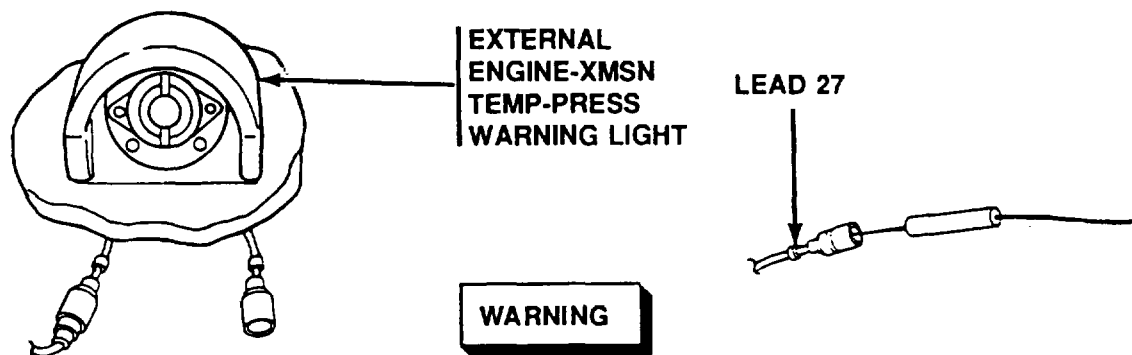 EXTERNAL
ENGINE-XMSN
TEMP-PRESS
WARNING LIGHT
LEAD 27
WARNING